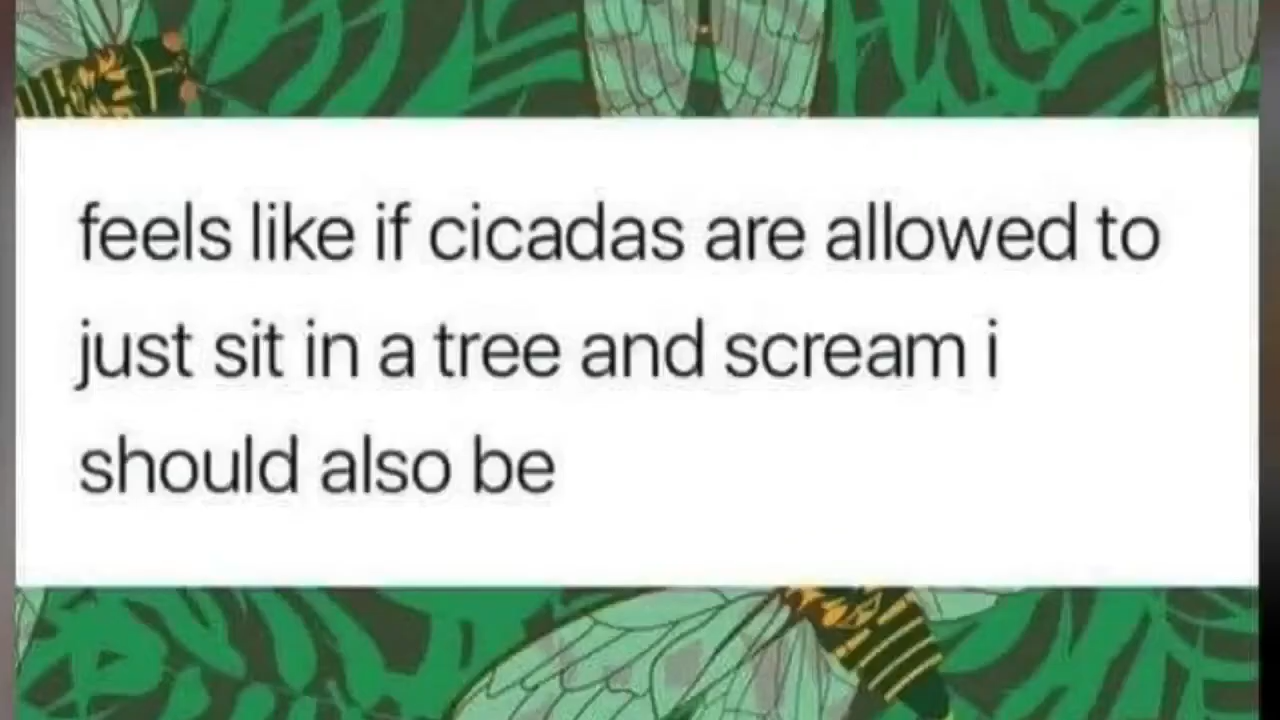 feels like if cicadas are allowed to
just sit in a tree and scream i
should also be